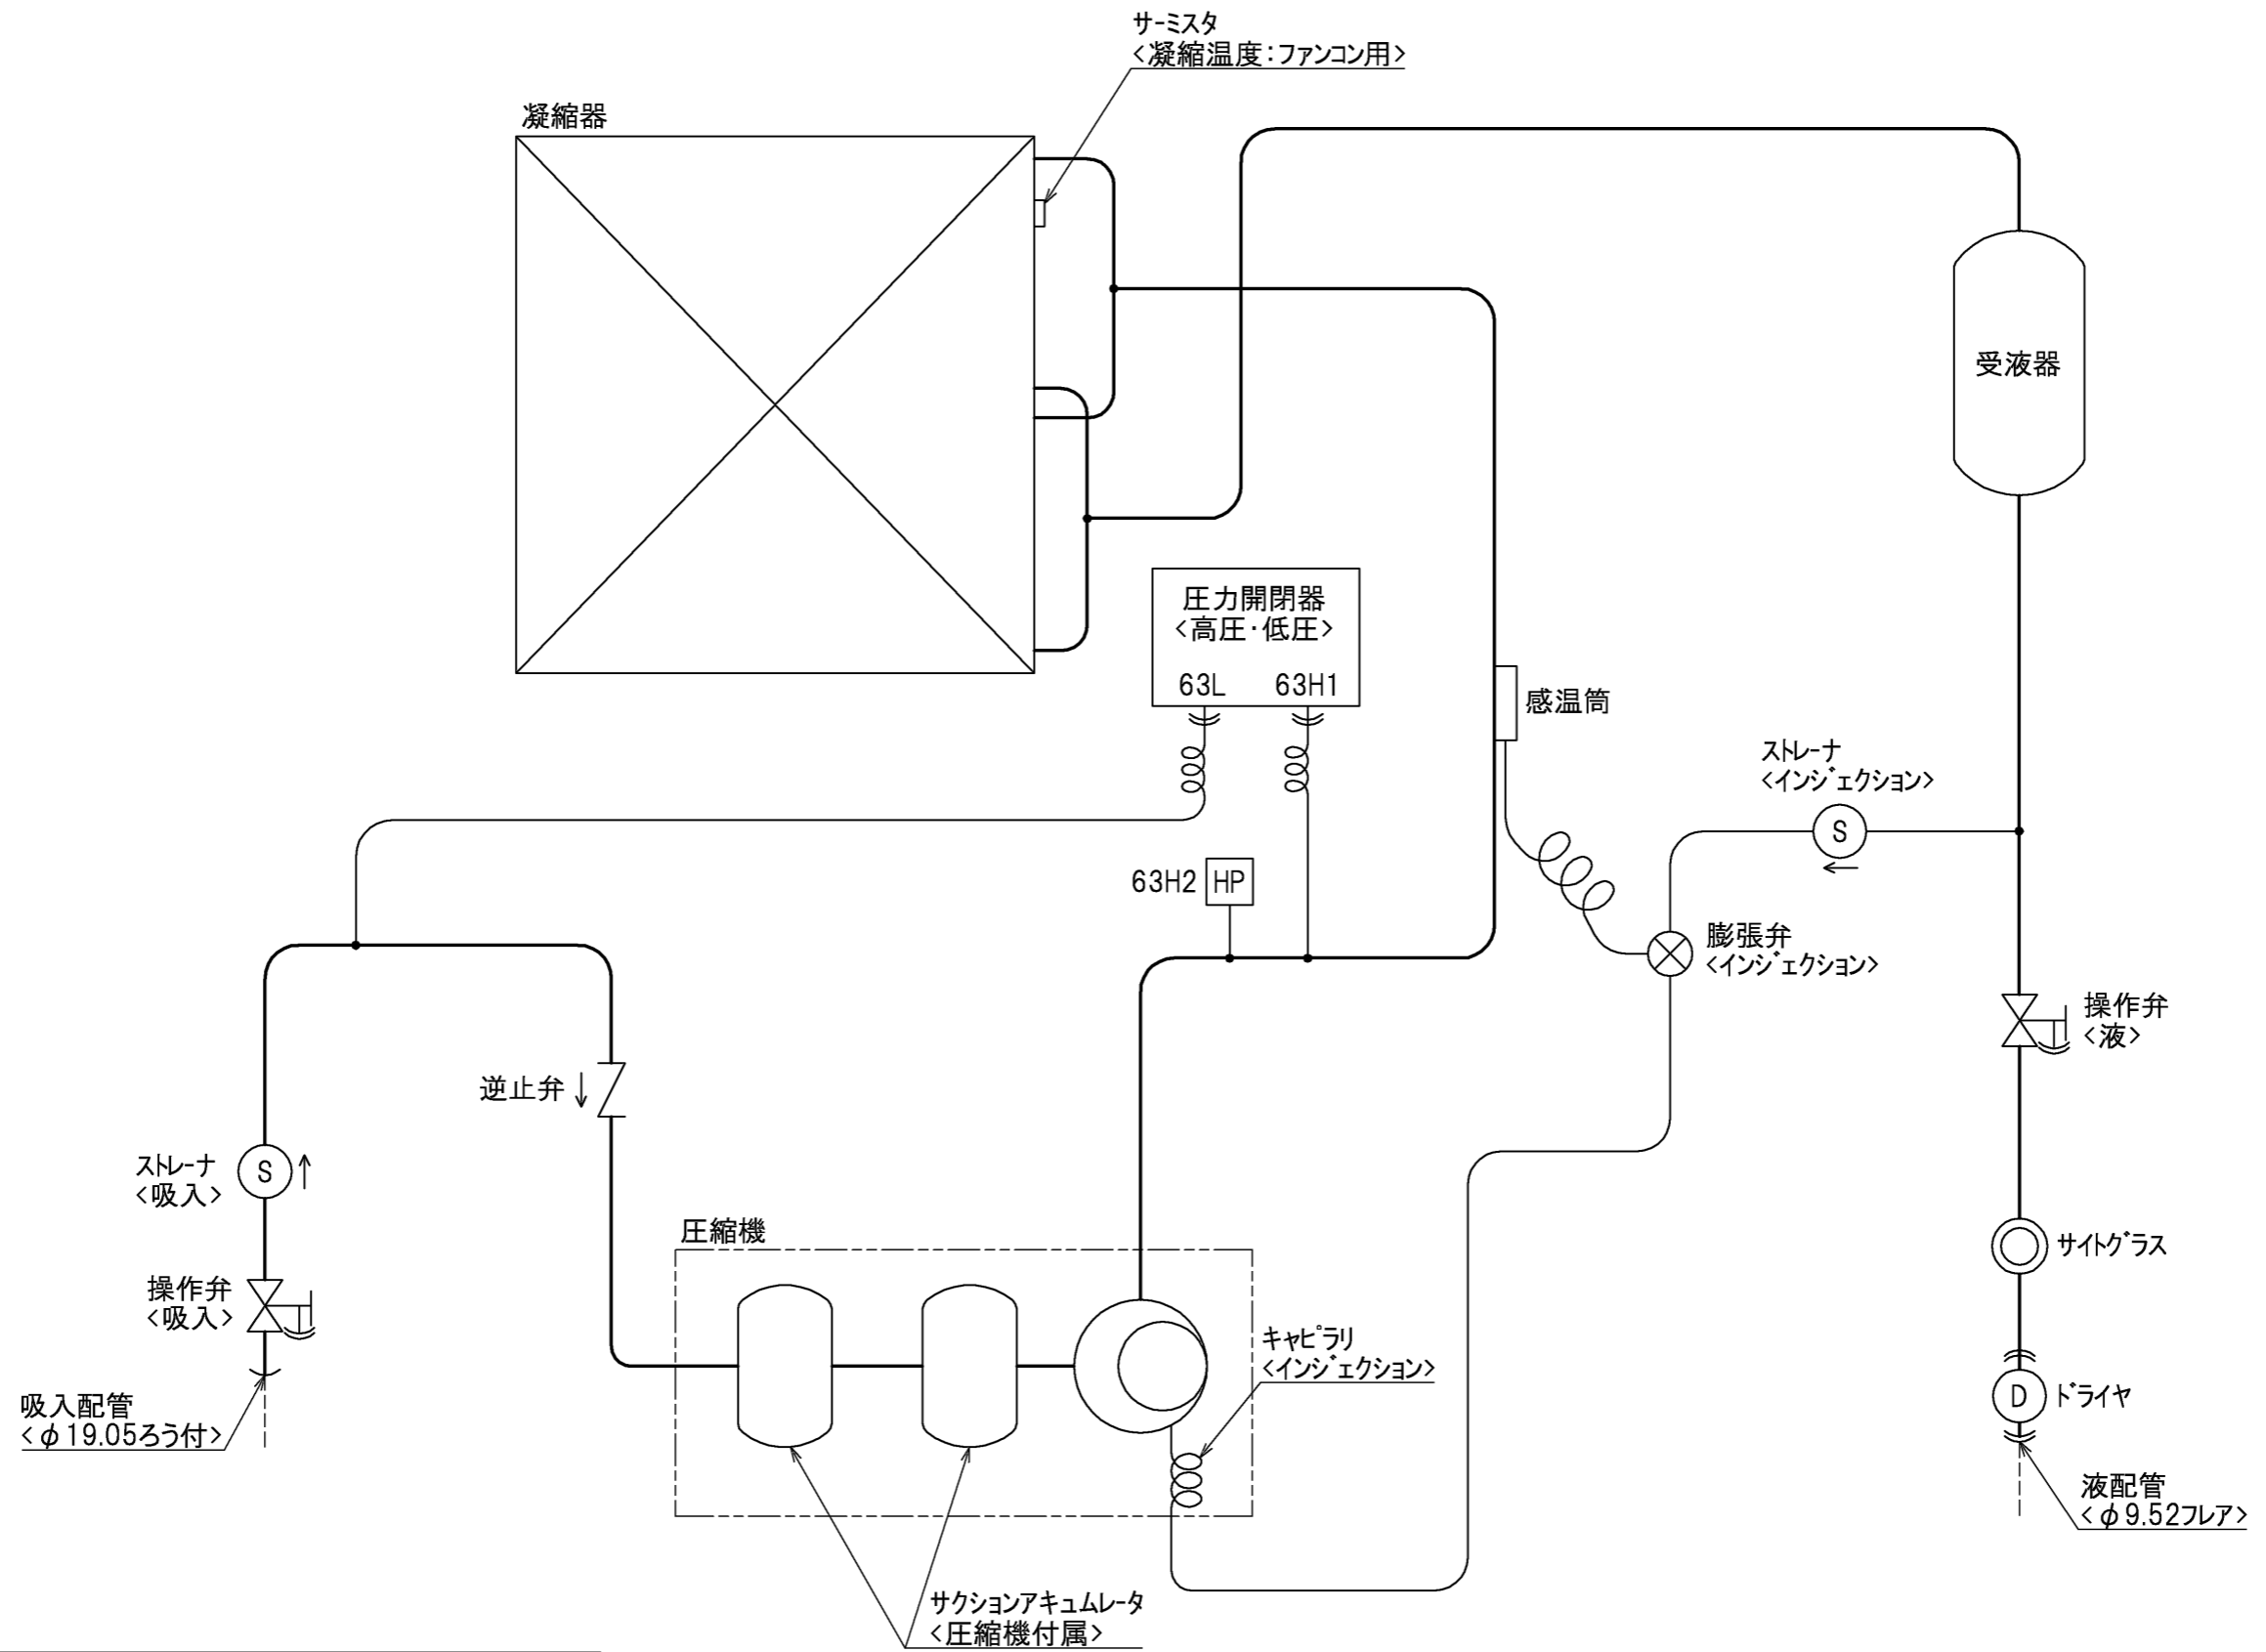 サーミスタ
<凝縮温度:ファンコン用>
凝縮器
受液器
圧力開閉器
<高圧・低圧>
63L 63H1
感温筒
ストレーナ
<インジェクション>
S
63H2 HP
膨張弁
<インジェクション>
操作弁
<液>
逆止弁
ストレーナ
<吸入>
S
圧縮機
サイトグラス
操作弁
<吸入>
キャピラリ
<インジェクション>
D ドライヤ
吸入配管
<φ19.05ろう付>
液配管
<φ9.52フレア>
サクションアキュムレータ
<圧縮機付属>